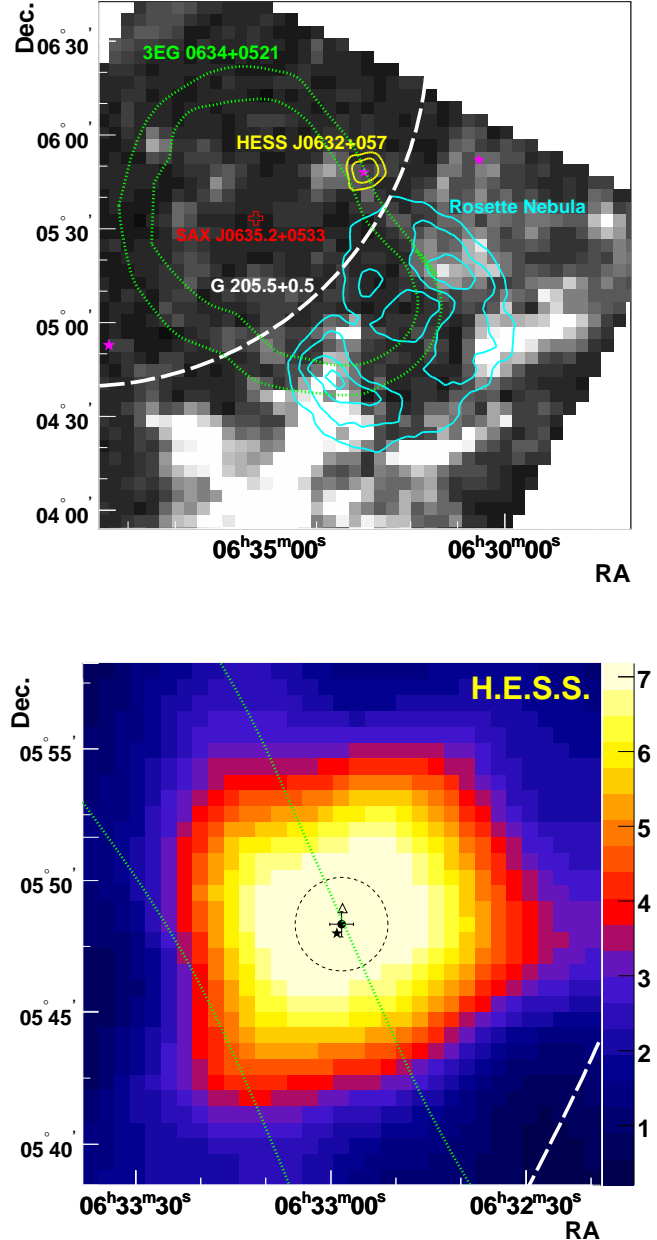 Dec.
06° 30'
3EG 0634+0521
06° 00'
HESS J0632+057
Rosette Nebula
05° 30'
SAX J0635.2+0533
G 205.5+0.5
05° 00'
04° 30'
04° 00'
06ʰ35ᵐ00ˢ 06ʰ30ᵐ00ˢ
RA
Dec.
H.E.S.S.
7
05° 55'
6
5
05° 50'
4
3
05° 45'
2
1
05° 40'
06ʰ33ᵐ30ˢ 06ʰ33ᵐ00ˢ 06ʰ32ᵐ30ˢ
RA